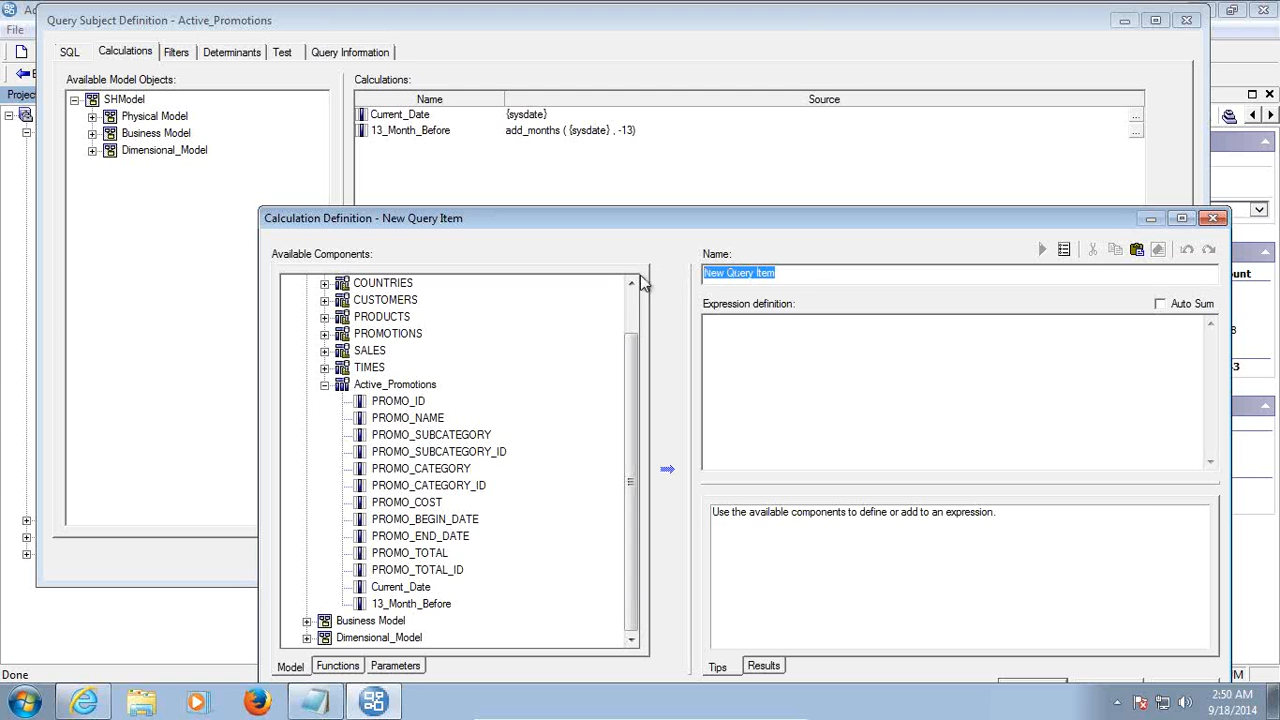 Query Subject Definition - Active_Promotions
File
SQL
Calculations
Filters
Determinants
Test
Query Information
Available Model Objects:
Calculations:
Projec
SHModel
Physical Model
Business Model
Dimensional_Model
Name
Source
Current_Date
{sysdate}
...
13_Month_Before
add_months ( {sysdate} , -13)
...
Calculation Definition - New Query Item
Available Components:
Name:
New Query Item
COUNTRIES
CUSTOMERS
PRODUCTS
PROMOTIONS
SALES
TIMES
Active_Promotions
PROMO_ID
PROMO_NAME
PROMO_SUBCATEGORY
PROMO_SUBCATEGORY_ID
PROMO_CATEGORY
PROMO_CATEGORY_ID
PROMO_COST
PROMO_BEGIN_DATE
PROMO_END_DATE
PROMO_TOTAL
PROMO_TOTAL_ID
Current_Date
13_Month_Before
Business Model
Dimensional_Model
Expression definition:
Auto Sum
Use the available components to define or add to an expression.
Model
Functions
Parameters
Tips
Results
ount
8
3
Done
M
2:50 AM
9/18/2014